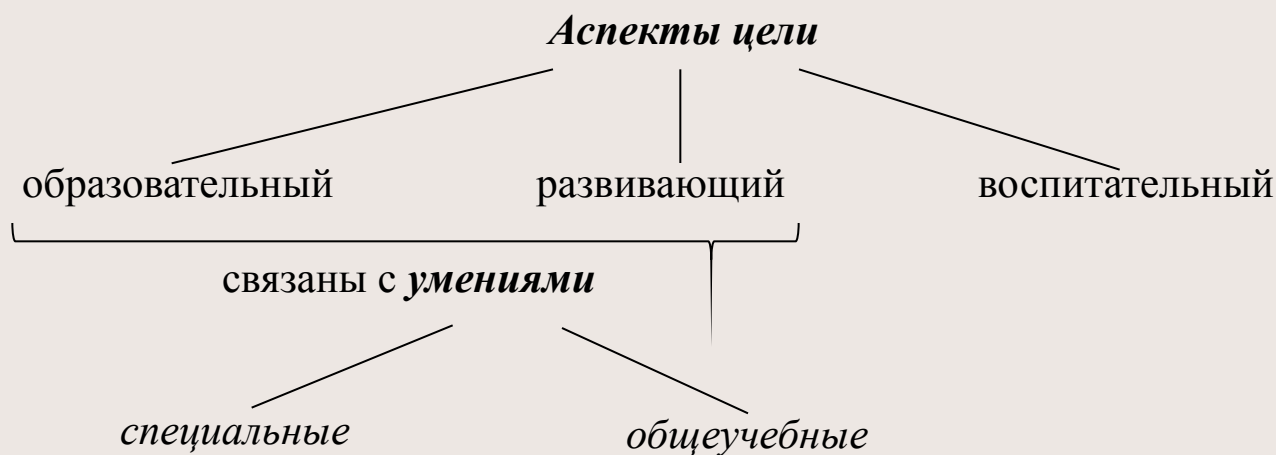 Аспекты цели
образовательный развивающий воспитательный
связаны с умениями
специальные общеучебные